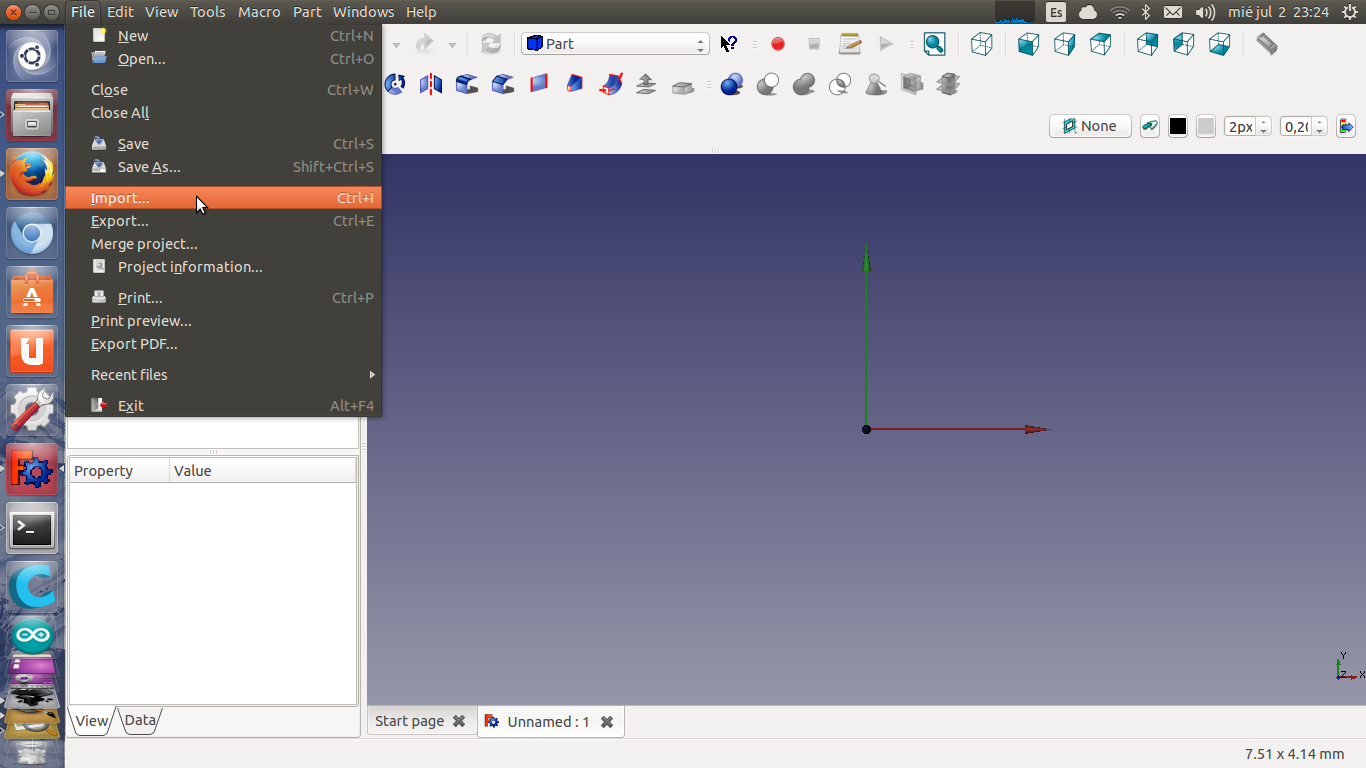 File Edit View Tools Macro Part Windows Help Es mié jul 2 23:24
New Ctrl+N
Open... Ctrl+O
Close Ctrl+W
Close All
Save Ctrl+S
Save As... Shift+Ctrl+S
Import... Ctrl+I
Export... Ctrl+E
Merge project...
Project information...
Print... Ctrl+P
Print preview...
Export PDF...
Recent files
Exit Alt+F4
Part
None 2px 0,20
Property Value
Y
Z X
View Data
Start page Unnamed : 1
7.51 x 4.14 mm